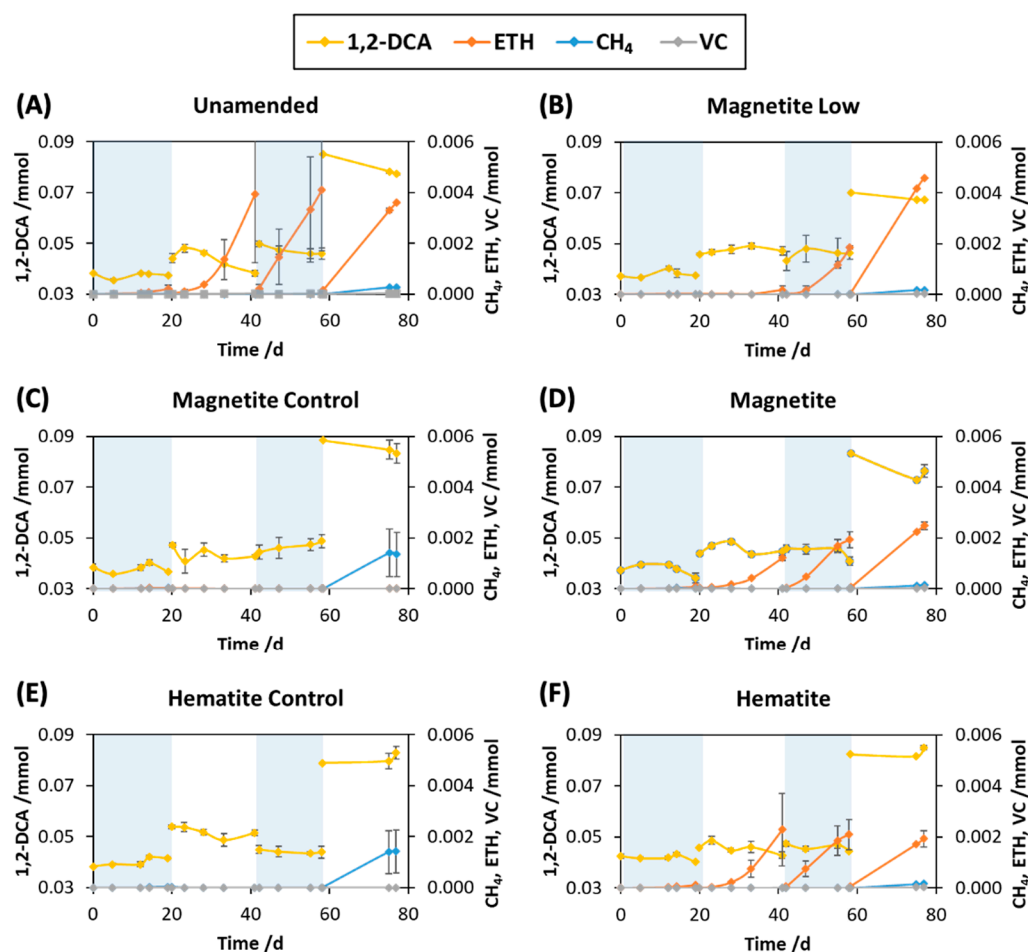 1,2-DCA ETH CH₄ VC
(A) Unamended
(B) Magnetite Low
1,2-DCA /mmol
0.09 0.07 0.05 0.03
0.006 0.004 0.002 0.000
CH₄, ETH, VC /mmol
0 20 40 60 80
Time /d
1,2-DCA /mmol
0.09 0.07 0.05 0.03
0.006 0.004 0.002 0.000
CH₄, ETH, VC /mmol
0 20 40 60 80
Time /d
(C) Magnetite Control
(D) Magnetite
1,2-DCA /mmol
0.09 0.07 0.05 0.03
0.006 0.004 0.002 0.000
CH₄, ETH, VC /mmol
0 20 40 60 80
Time /d
1,2-DCA /mmol
0.09 0.07 0.05 0.03
0.006 0.004 0.002 0.000
CH₄, ETH, VC /mmol
0 20 40 60 80
Time /d
(E) Hematite Control
(F) Hematite
1,2-DCA /mmol
0.09 0.07 0.05 0.03
0.006 0.004 0.002 0.000
CH₄, ETH, VC /mmol
0 20 40 60 80
Time /d
1,2-DCA /mmol
0.09 0.07 0.05 0.03
0.006 0.004 0.002 0.000
CH₄, ETH, VC /mmol
0 20 40 60 80
Time /d